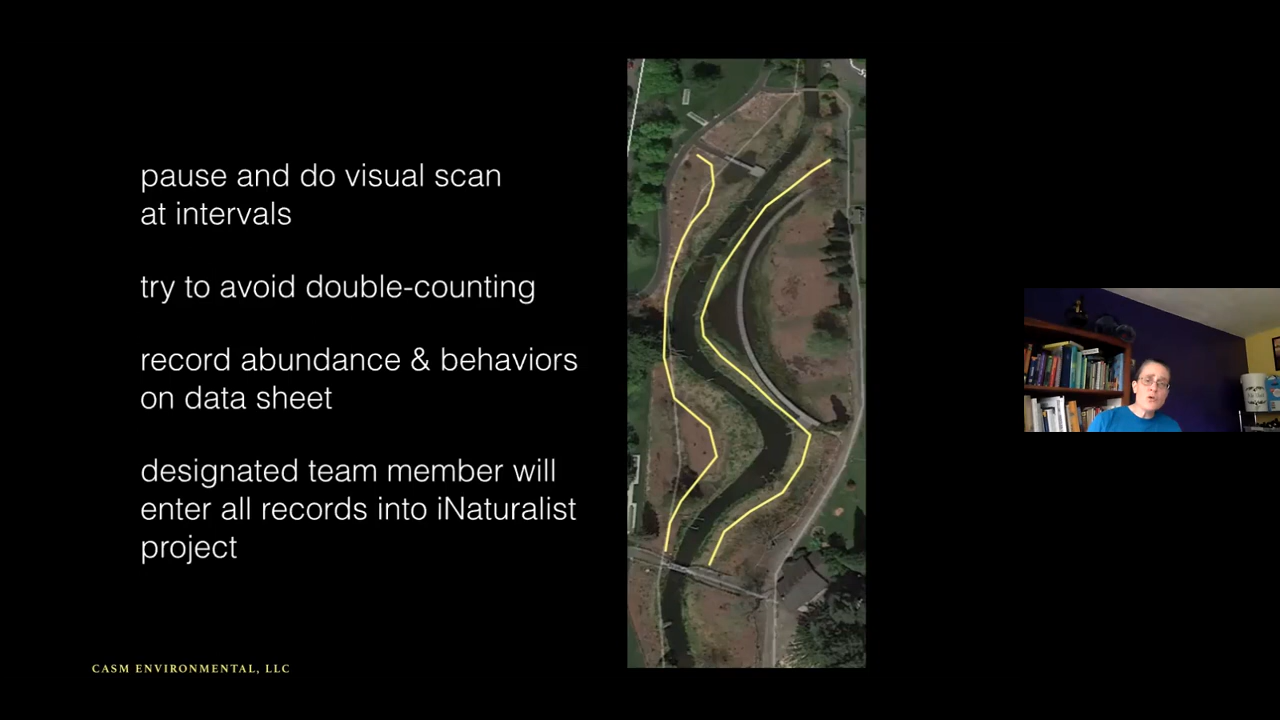 pause and do visual scan
at intervals
try to avoid double-counting
record abundance & behaviors
on data sheet
designated team member will
enter all records into iNaturalist
project
CASM ENVIRONMENTAL, LLC